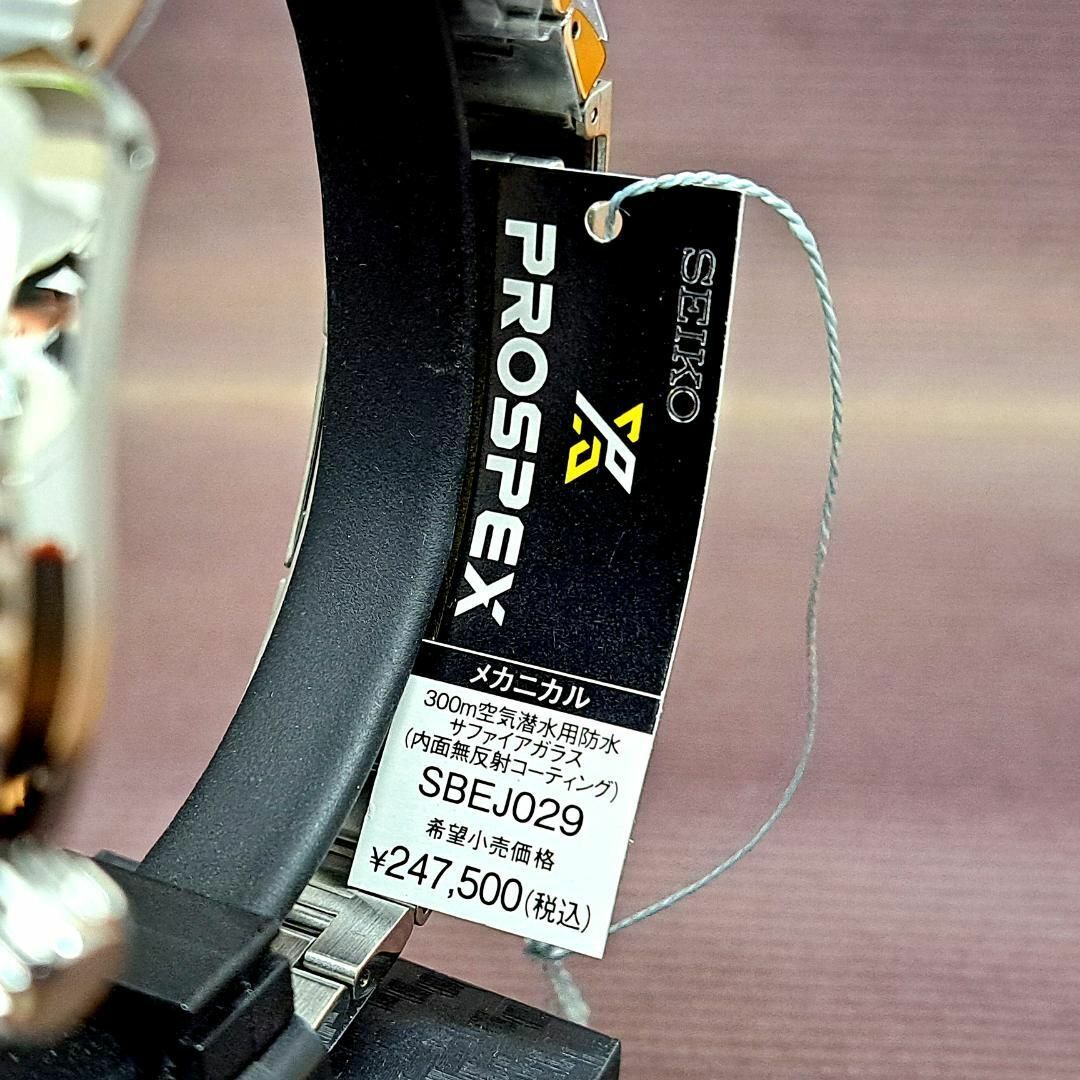 SEIKO
PROSPEX
メカニカル
300m空気潜水用防水
サファイアガラス
(内面無反射コーティング)
SBEJ029
希望小売価格
¥247,500(税込)